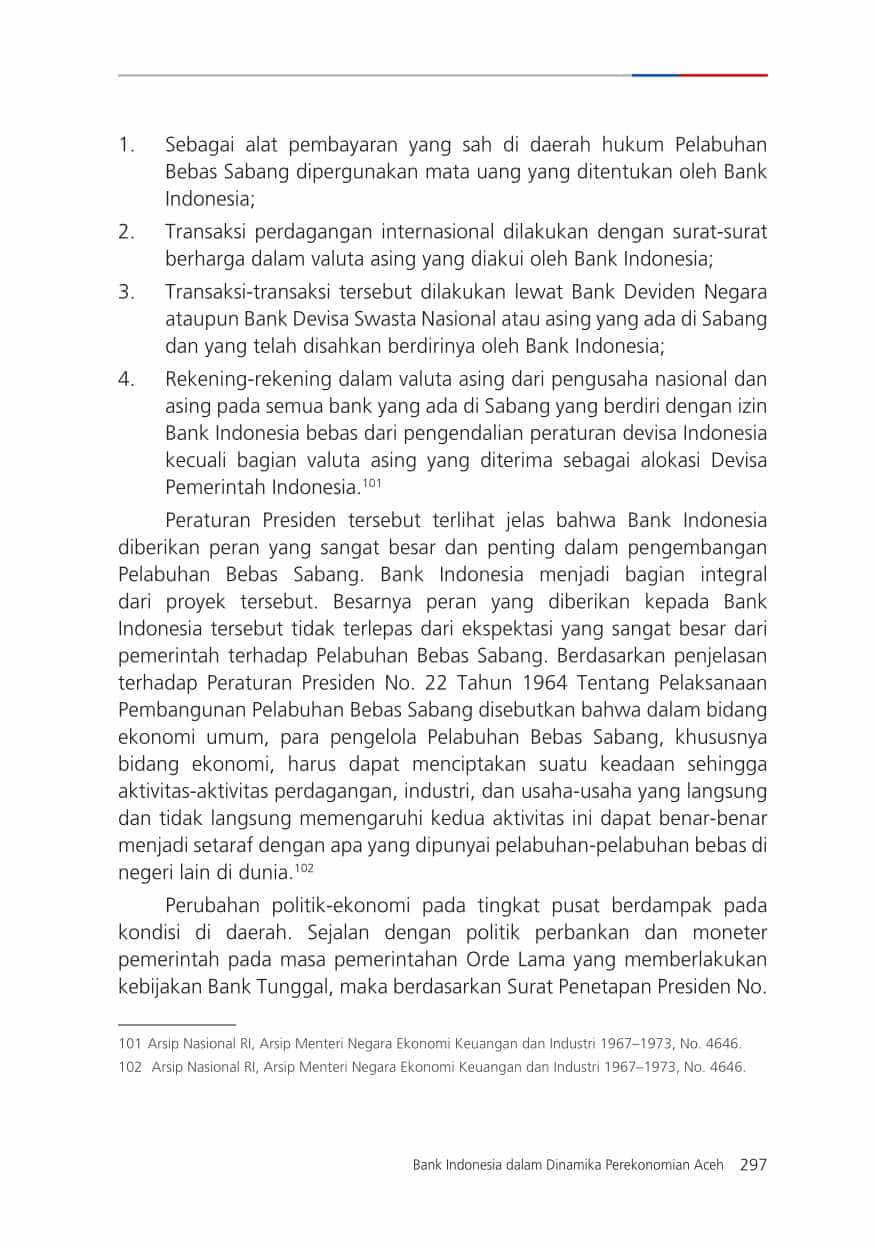 1. Sebagai alat pembayaran yang sah di daerah hukum Pelabuhan
Bebas Sabang dipergunakan mata uang yang ditentukan oleh Bank
Indonesia;
2. Transaksi perdagangan internasional dilakukan dengan surat-surat
berharga dalam valuta asing yang diakui oleh Bank Indonesia;
3. Transaksi-transaksi tersebut dilakukan lewat Bank Deviden Negara
ataupun Bank Devisa Swasta Nasional atau asing yang ada di Sabang
dan yang telah disahkan berdirinya oleh Bank Indonesia;
4. Rekening-rekening dalam valuta asing dari pengusaha nasional dan
asing pada semua bank yang ada di Sabang yang berdiri dengan izin
Bank Indonesia bebas dari pengendalian peraturan devisa Indonesia
kecuali bagian valuta asing yang diterima sebagai alokasi Devisa
Pemerintah Indonesia.101
Peraturan Presiden tersebut terlihat jelas bahwa Bank Indonesia
diberikan peran yang sangat besar dan penting dalam pengembangan
Pelabuhan Bebas Sabang. Bank Indonesia menjadi bagian integral
dari proyek tersebut. Besarnya peran yang diberikan kepada Bank
Indonesia tersebut tidak terlepas dari ekspektasi yang sangat besar dari
pemerintah terhadap Pelabuhan Bebas Sabang. Berdasarkan penjelasan
terhadap Peraturan Presiden No. 22 Tahun 1964 Tentang Pelaksanaan
Pembangunan Pelabuhan Bebas Sabang disebutkan bahwa dalam bidang
ekonomi umum, para pengelola Pelabuhan Bebas Sabang, khususnya
bidang ekonomi, harus dapat menciptakan suatu keadaan sehingga
aktivitas-aktivitas perdagangan, industri, dan usaha-usaha yang langsung
dan tidak langsung memengaruhi kedua aktivitas ini dapat benar-benar
menjadi setaraf dengan apa yang dipunyai pelabuhan-pelabuhan bebas di
negeri lain di dunia.102
Perubahan politik-ekonomi pada tingkat pusat berdampak pada
kondisi di daerah. Sejalan dengan politik perbankan dan moneter
pemerintah pada masa pemerintahan Orde Lama yang memberlakukan
kebijakan Bank Tunggal, maka berdasarkan Surat Penetapan Presiden No.
101 Arsip Nasional RI, Arsip Menteri Negara Ekonomi Keuangan dan Industri 1967–1973, No. 4646.
102 Arsip Nasional RI, Arsip Menteri Negara Ekonomi Keuangan dan Industri 1967–1973, No. 4646.
Bank Indonesia dalam Dinamika Perekonomian Aceh 297